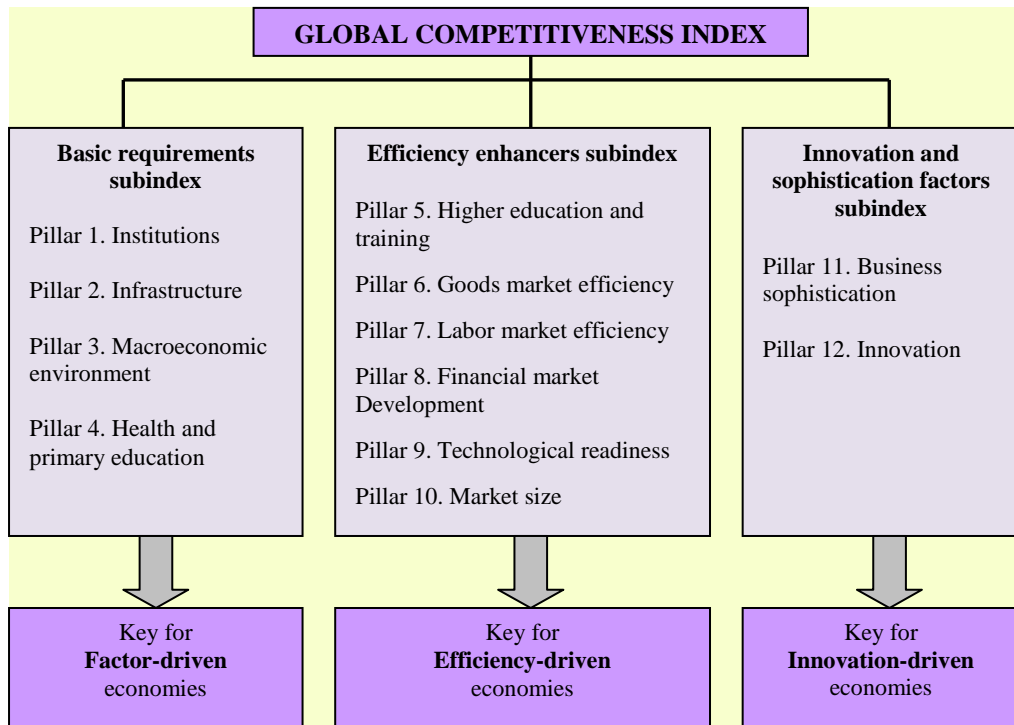 GLOBAL COMPETITIVENESS INDEX
Basic requirements
subindex
Pillar 1. Institutions
Pillar 2. Infrastructure
Pillar 3. Macroeconomic
environment
Pillar 4. Health and
primary education
Efficiency enhancers subindex
Pillar 5. Higher education and
training
Pillar 6. Goods market efficiency
Pillar 7. Labor market efficiency
Pillar 8. Financial market
Development
Pillar 9. Technological readiness
Pillar 10. Market size
Innovation and
sophistication factors
subindex
Pillar 11. Business
sophistication
Pillar 12. Innovation
Key for
Factor-driven
economies
Key for
Efficiency-driven
economies
Key for
Innovation-driven
economies